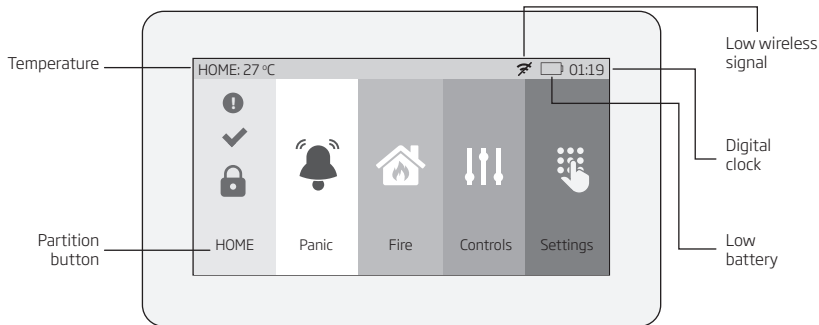 Low wireless
signal
Temperature
HOME: 27 ºC
01:19
Digital
clock
Partition
button
HOME
Panic
Fire
Controls
Settings
Low
battery